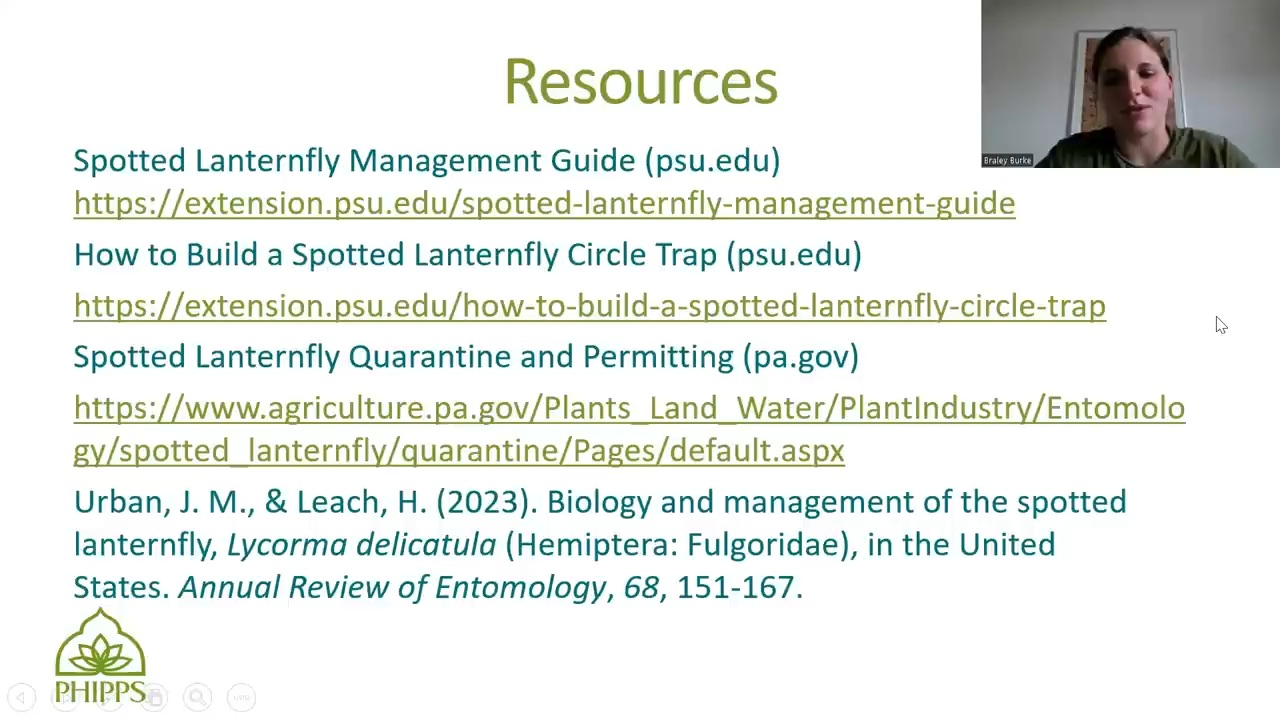 Resources
Braley Burke
Spotted Lanternfly Management Guide (psu.edu)
https://extension.psu.edu/spotted-lanternfly-management-guide
How to Build a Spotted Lanternfly Circle Trap (psu.edu)
https://extension.psu.edu/how-to-build-a-spotted-lanternfly-circle-trap
Spotted Lanternfly Quarantine and Permitting (pa.gov)
https://www.agriculture.pa.gov/Plants_Land_Water/PlantIndustry/Entomolo
gy/spotted_lanternfly/quarantine/Pages/default.aspx
Urban, J. M., & Leach, H. (2023). Biology and management of the spotted
lanternfly, Lycorma delicatula (Hemiptera: Fulgoridae), in the United
States. Annual Review of Entomology, 68, 151-167.
PHIPPS